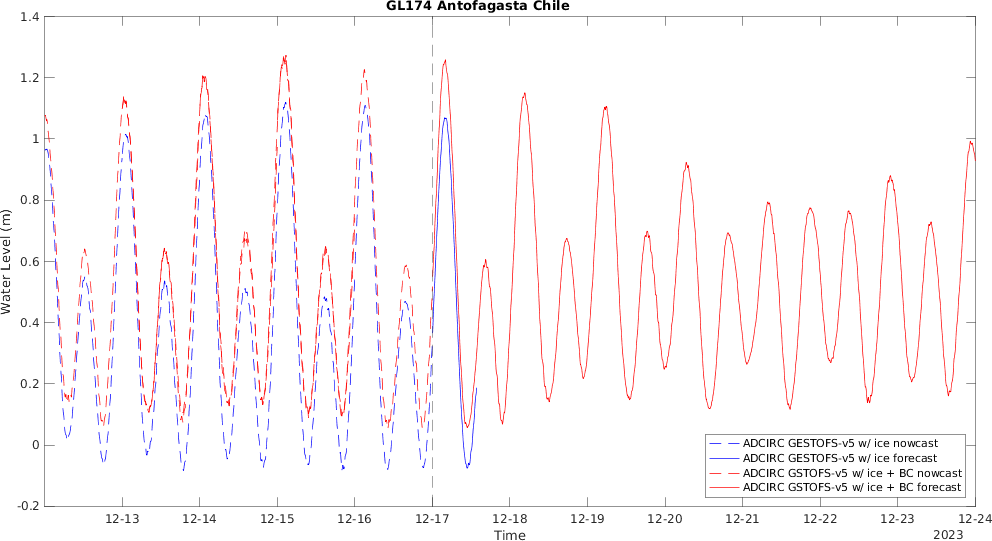 GL174 Antofagasta Chile
1.4
1.2
1
0.8
0.6
0.4
0.2
0
-0.2
Water Level (m)
ADCIRC GESTOFS-v5 w/ ice nowcast
ADCIRC GESTOFS-v5 w/ ice forecast
ADCIRC GSTOFS-v5 w/ ice + BC nowcast
ADCIRC GSTOFS-v5 w/ ice + BC forecast
12-13 12-14 12-15 12-16 12-17 12-18 12-19 12-20 12-21 12-22 12-23 12-24
Time
2023